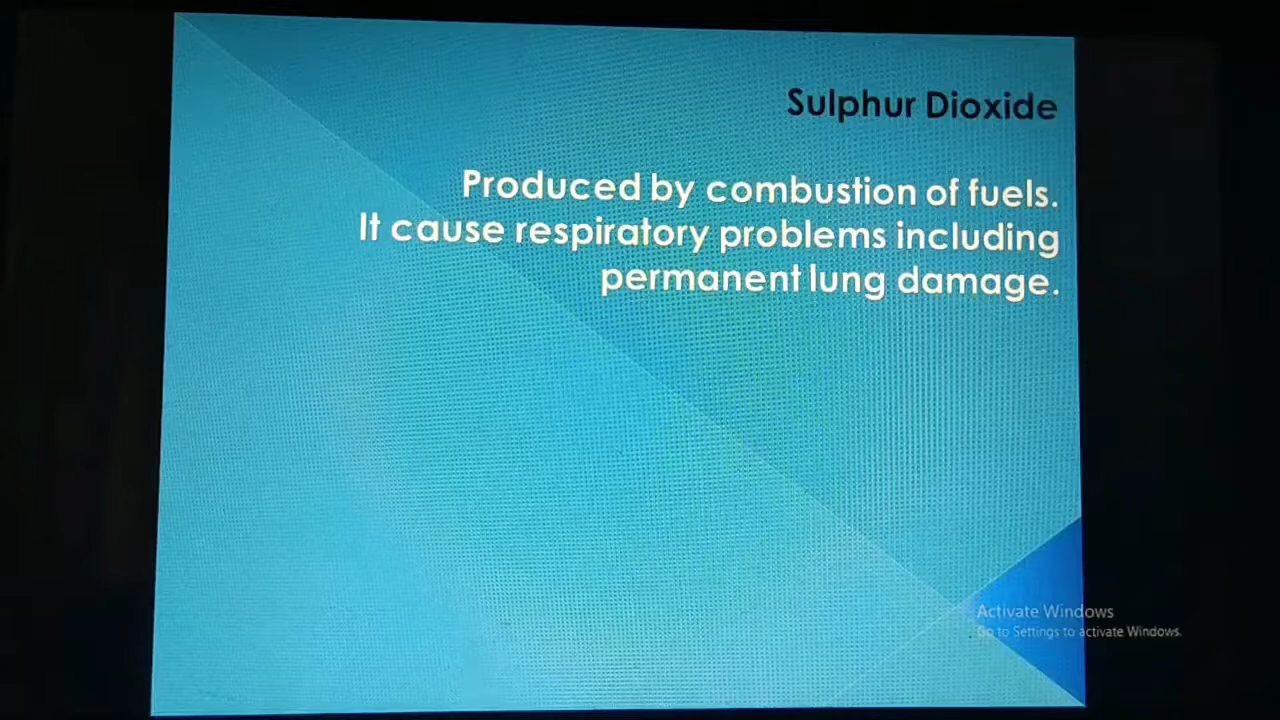 Sulphur Dioxide
Produced by combustion of fuels.
It cause respiratory problems including
permanent lung damage.
Activate Windows
Go to Settings to activate Windows.